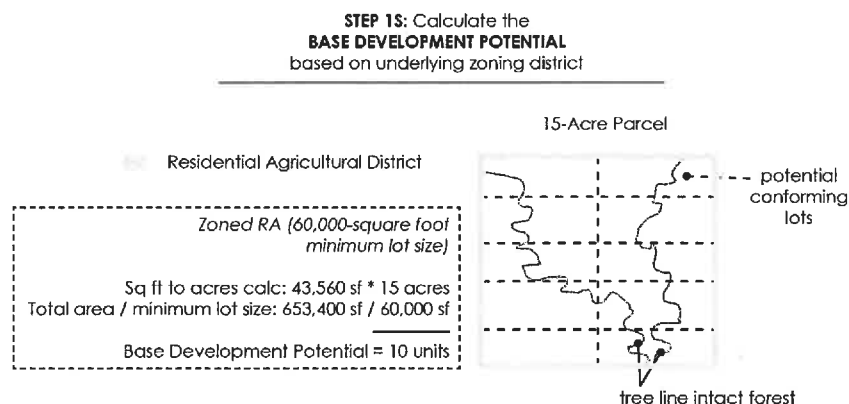 STEP 1S: Calculate the
BASE DEVELOPMENT POTENTIAL
based on underlying zoning district
15-Acre Parcel
Residential Agricultural District
potential
conforming
lots
Zoned RA (60,000-square foot
minimum lot size)
Sq ft to acres calc: 43,560 sf * 15 acres
Total area / minimum lot size: 653,400 sf / 60,000 sf
Base Development Potential = 10 units
tree line intact forest